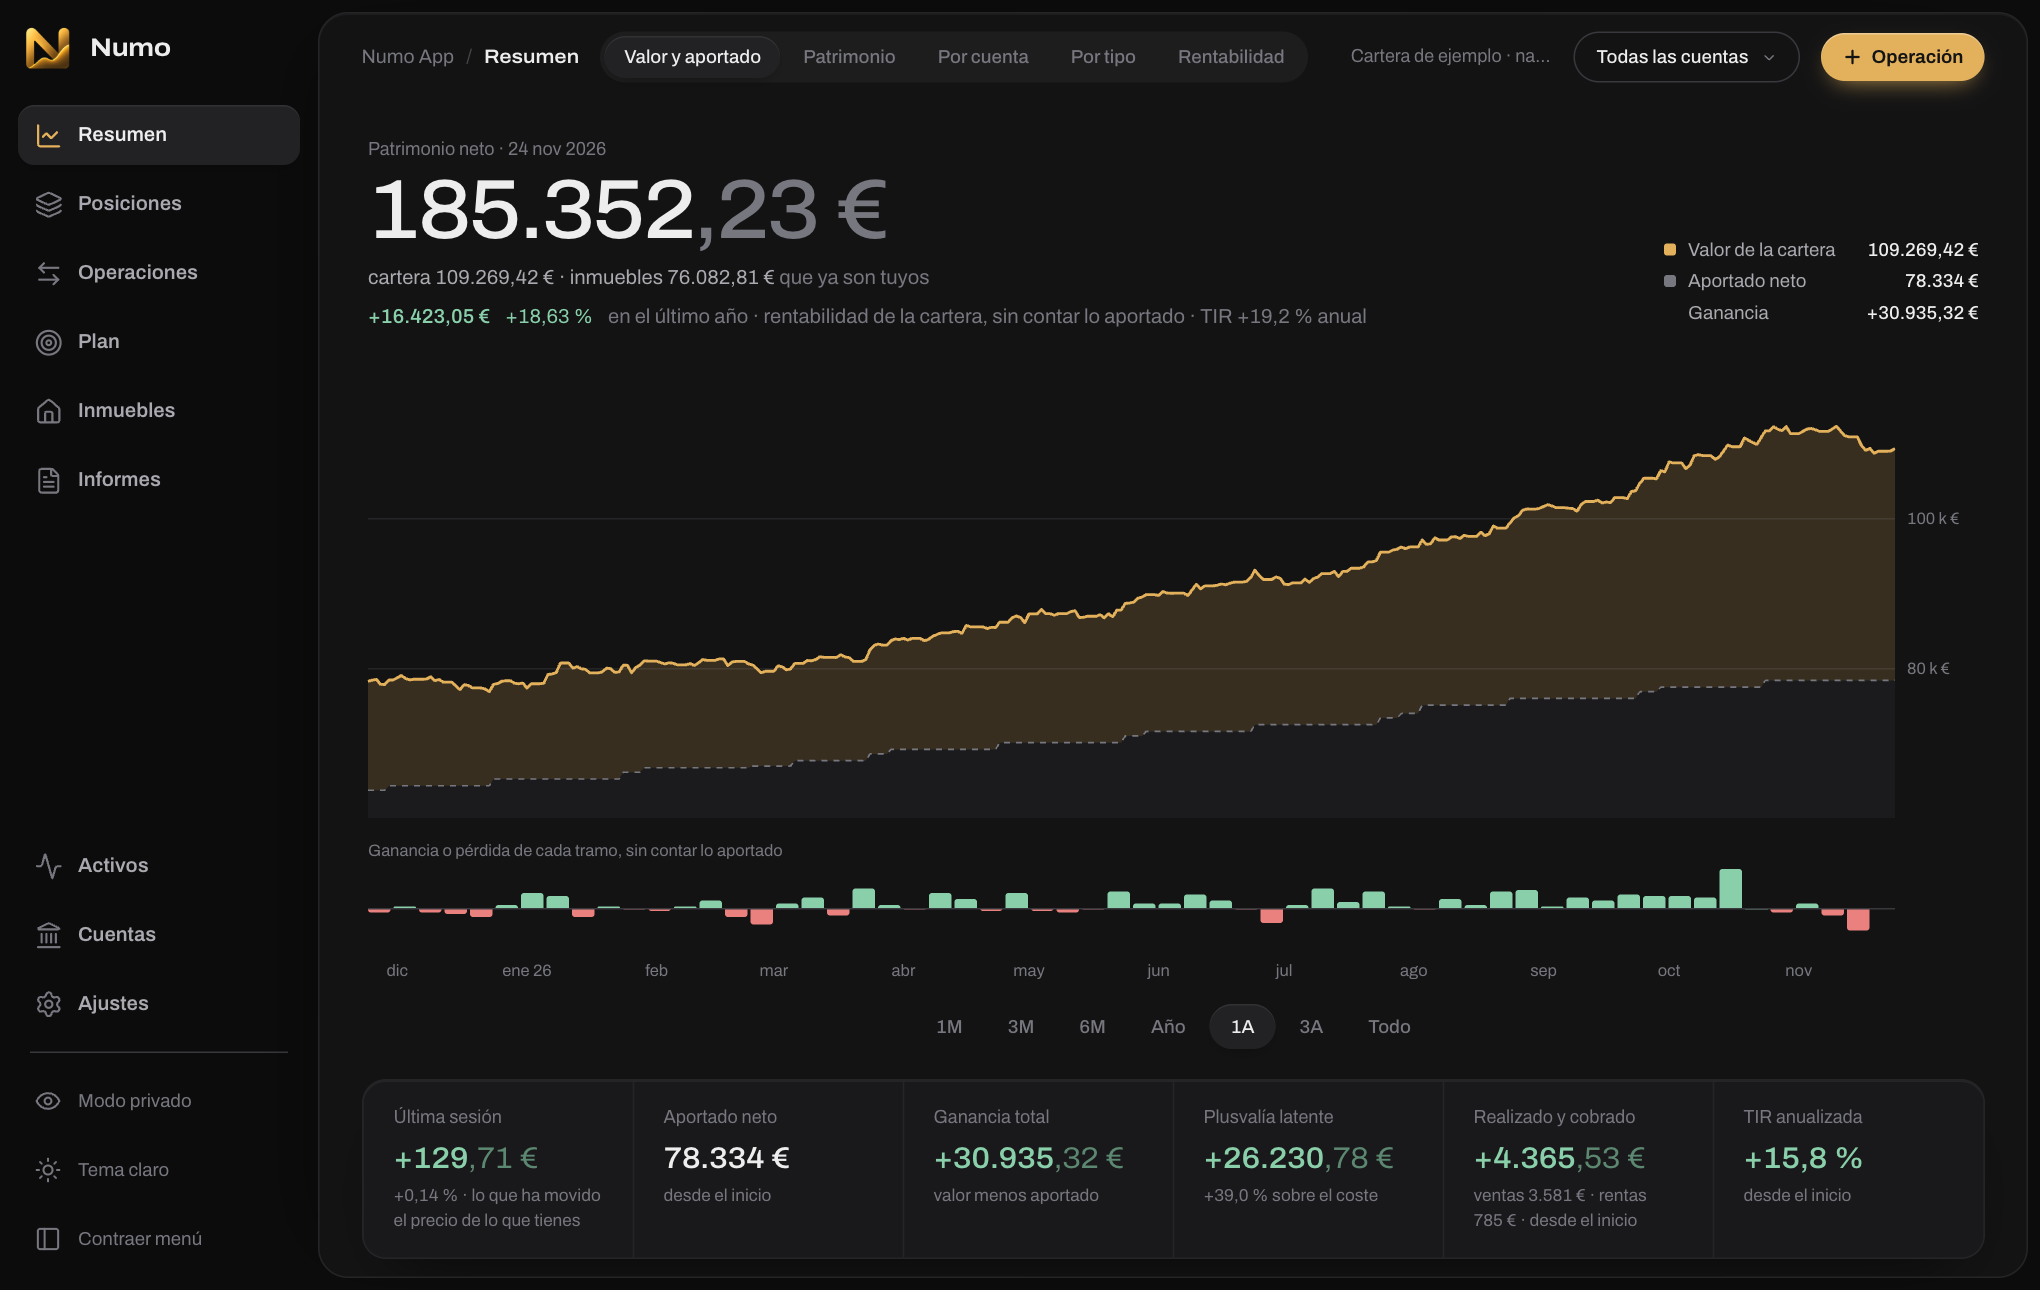 Numo
Resumen
Posiciones
Operaciones
Plan
Inmuebles
Informes
Activos
Cuentas
Ajustes
Modo privado
Tema claro
Contraer menú
Numo App / Resumen
Valor y aportado
Patrimonio
Por cuenta
Por tipo
Rentabilidad
Cartera de ejemplo · na...
Todas las cuentas
+ Operación
Patrimonio neto · 24 nov 2026
185.352,23 €
cartera 109.269,42 € · inmuebles 76.082,81 € que ya son tuyos
+16.423,05 € +18,63 % en el último año · rentabilidad de la cartera, sin contar lo aportado · TIR +19,2 % anual
Valor de la cartera 109.269,42 €
Aportado neto 78.334 €
Ganancia +30.935,32 €
100 k €
80 k €
Ganancia o pérdida de cada tramo, sin contar lo aportado
dic ene 26 feb mar abr may jun jul ago sep oct nov
1M 3M 6M Año 1A 3A Todo
Última sesión
+129,71 €
+0,14 % · lo que ha movido
el precio de lo que tienes
Aportado neto
78.334 €
desde el inicio
Ganancia total
+30.935,32 €
valor menos aportado
Plusvalía latente
+26.230,78 €
+39,0 % sobre el coste
Realizado y cobrado
+4.365,53 €
ventas 3.581 € · rentas
785 € · desde el inicio
TIR anualizada
+15,8 %
desde el inicio